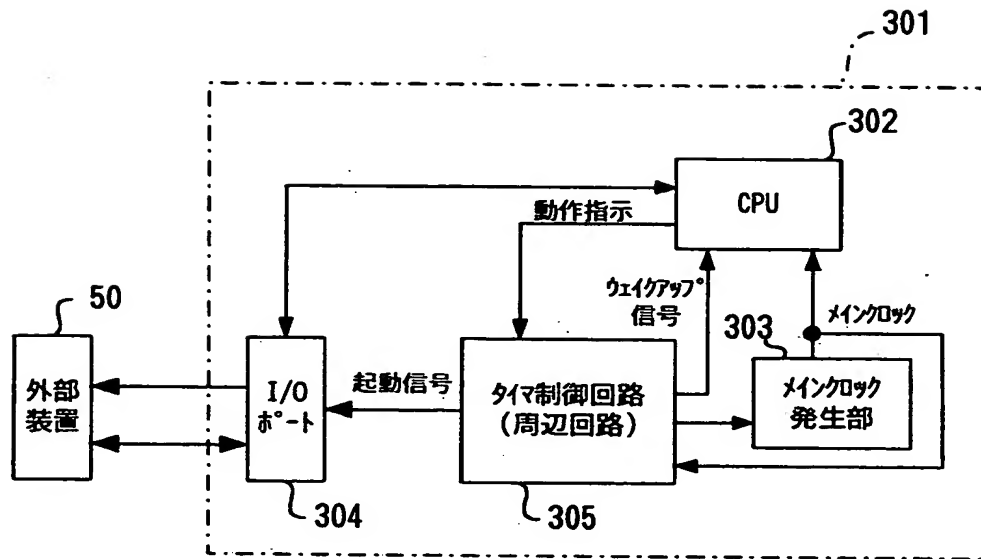 301
302
CPU
動作指示
ウェイクアップ
信号
メインクロック
303
50
外部
装置
I/O
ポート
起動信号
タイマ制御回路
(周辺回路)
メインクロック
発生部
304
305